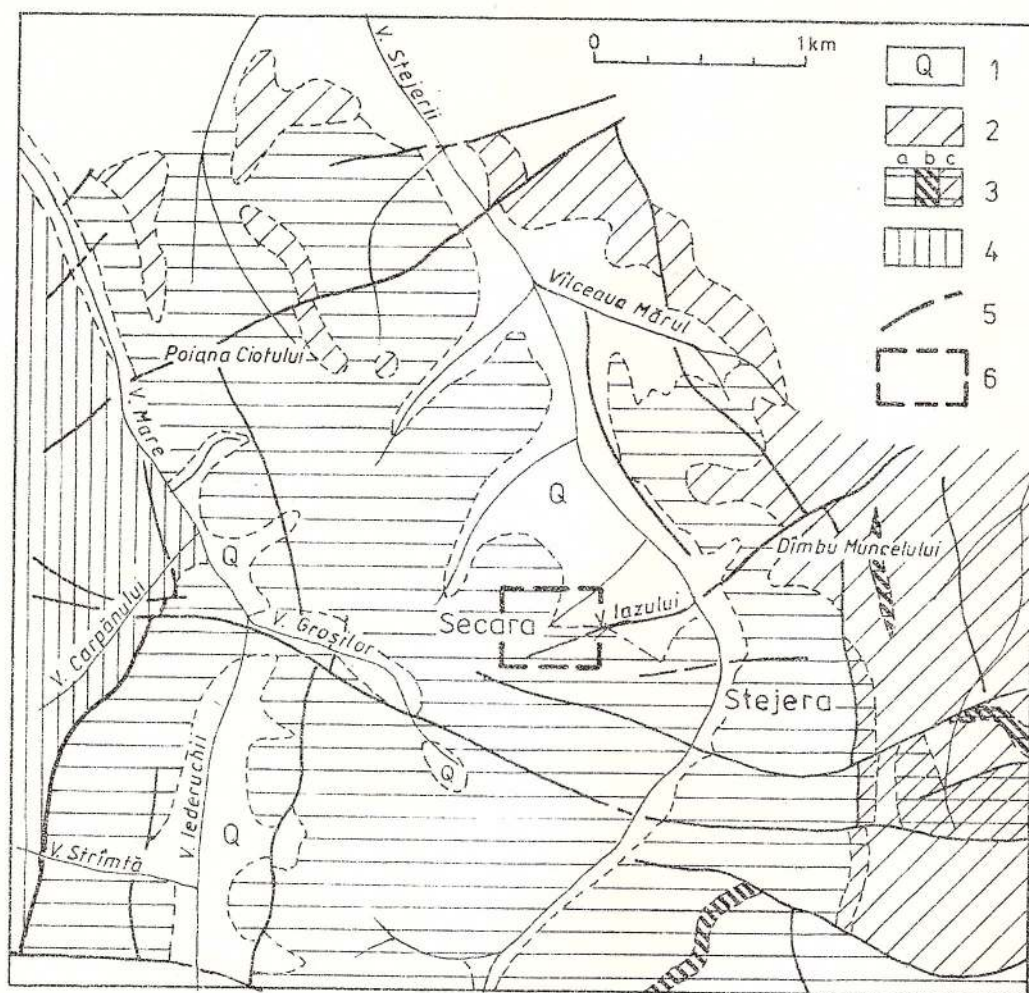 V. Stejerii
0 1km
Q 1
2
a b c
3
4
5
6
Vîlceaua Mărul
Poiana Ciotului
V. Mare
Q
Dîmbu Muncelului
Q
V. Iazului
V. Carpănului
V. Groșilor
Secara
Stejera
Q
V. Iederuchii
Q
V. Strîmtă